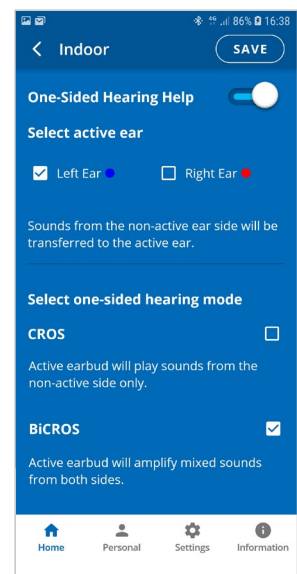 4G 86% 16:38
Indoor SAVE
One-Sided Hearing Help
Select active ear
Left Ear Right Ear
Sounds from the non-active ear side will be
transferred to the active ear.
Select one-sided hearing mode
CROS
Active earbud will play sounds from the
non-active side only.
BiCROS
Active earbud will amplify mixed sounds
from both sides.
Home Personal Settings Information